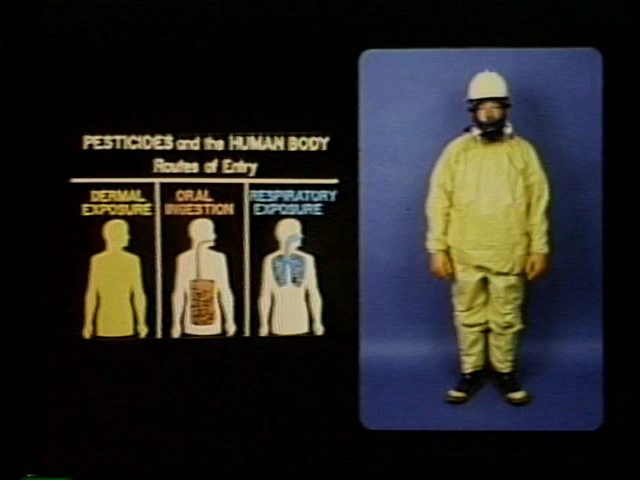 PESTICIDES and the HUMAN BODY
Routes of Entry
DERMAL EXPOSURE
ORAL INGESTION
RESPIRATORY EXPOSURE